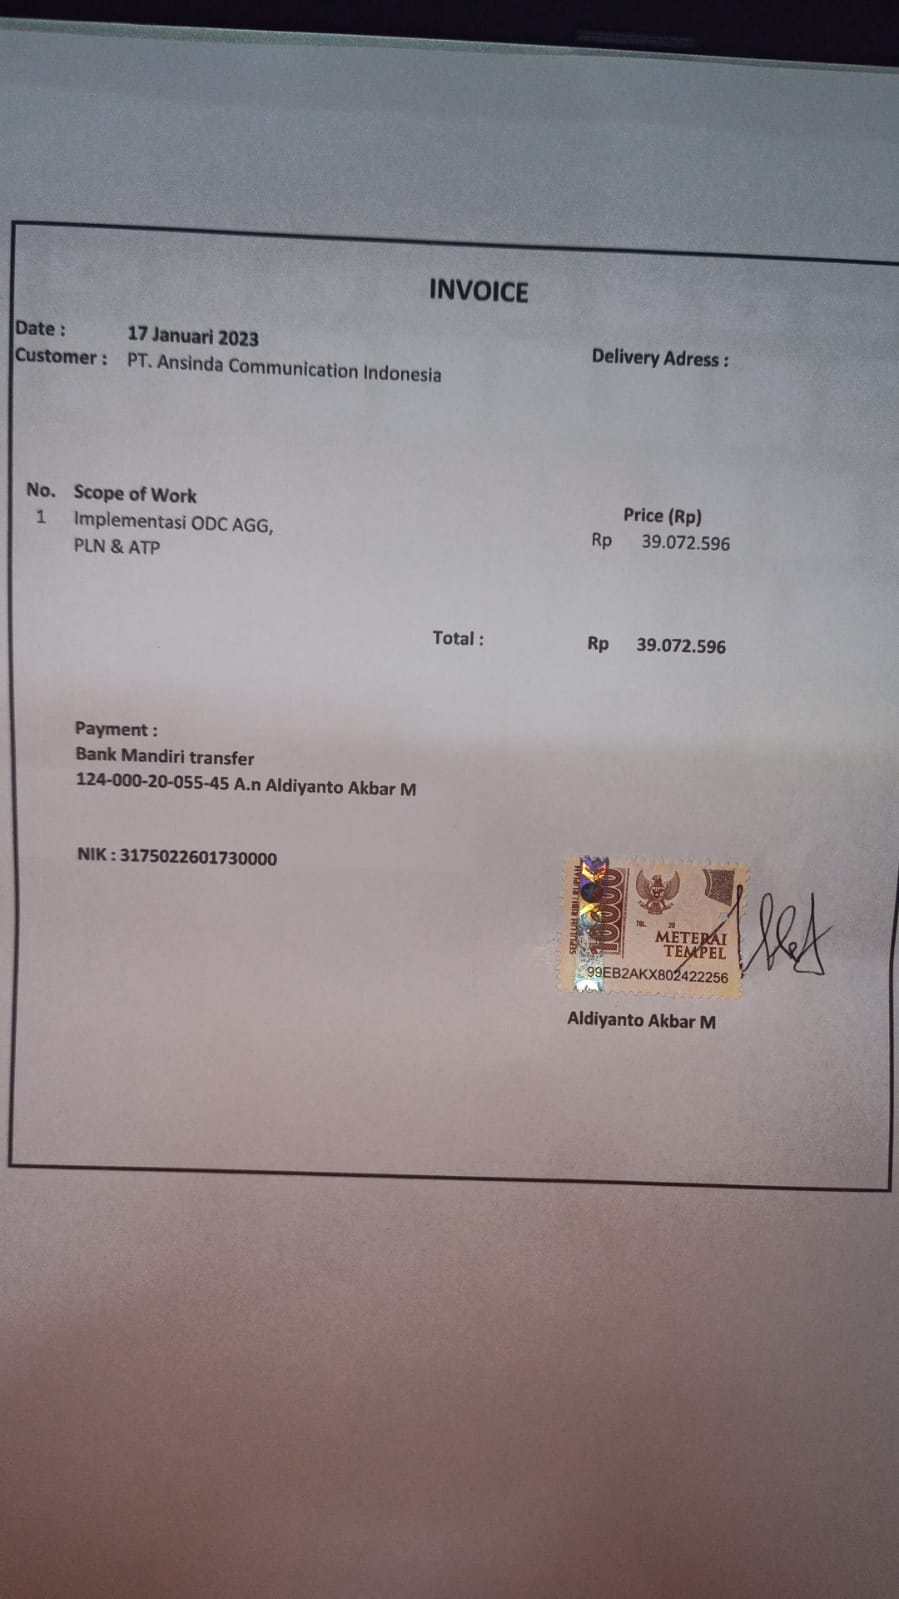 INVOICE
Date : 17 Januari 2023
Customer : PT. Ansinda Communication Indonesia
Delivery Adress :
No. Scope of Work Price (Rp)
1 Implementasi ODC AGG, Rp 39.072.596
PLN & ATP
Total : Rp 39.072.596
Payment :
Bank Mandiri transfer
124-000-20-055-45 A.n Aldiyanto Akbar M
NIK : 3175022601730000
SEPULUH RIBU RUPIAH
10000
TGL. 20
METERAI
TEMPEL
99EB2AKX802422256
Aldiyanto Akbar M